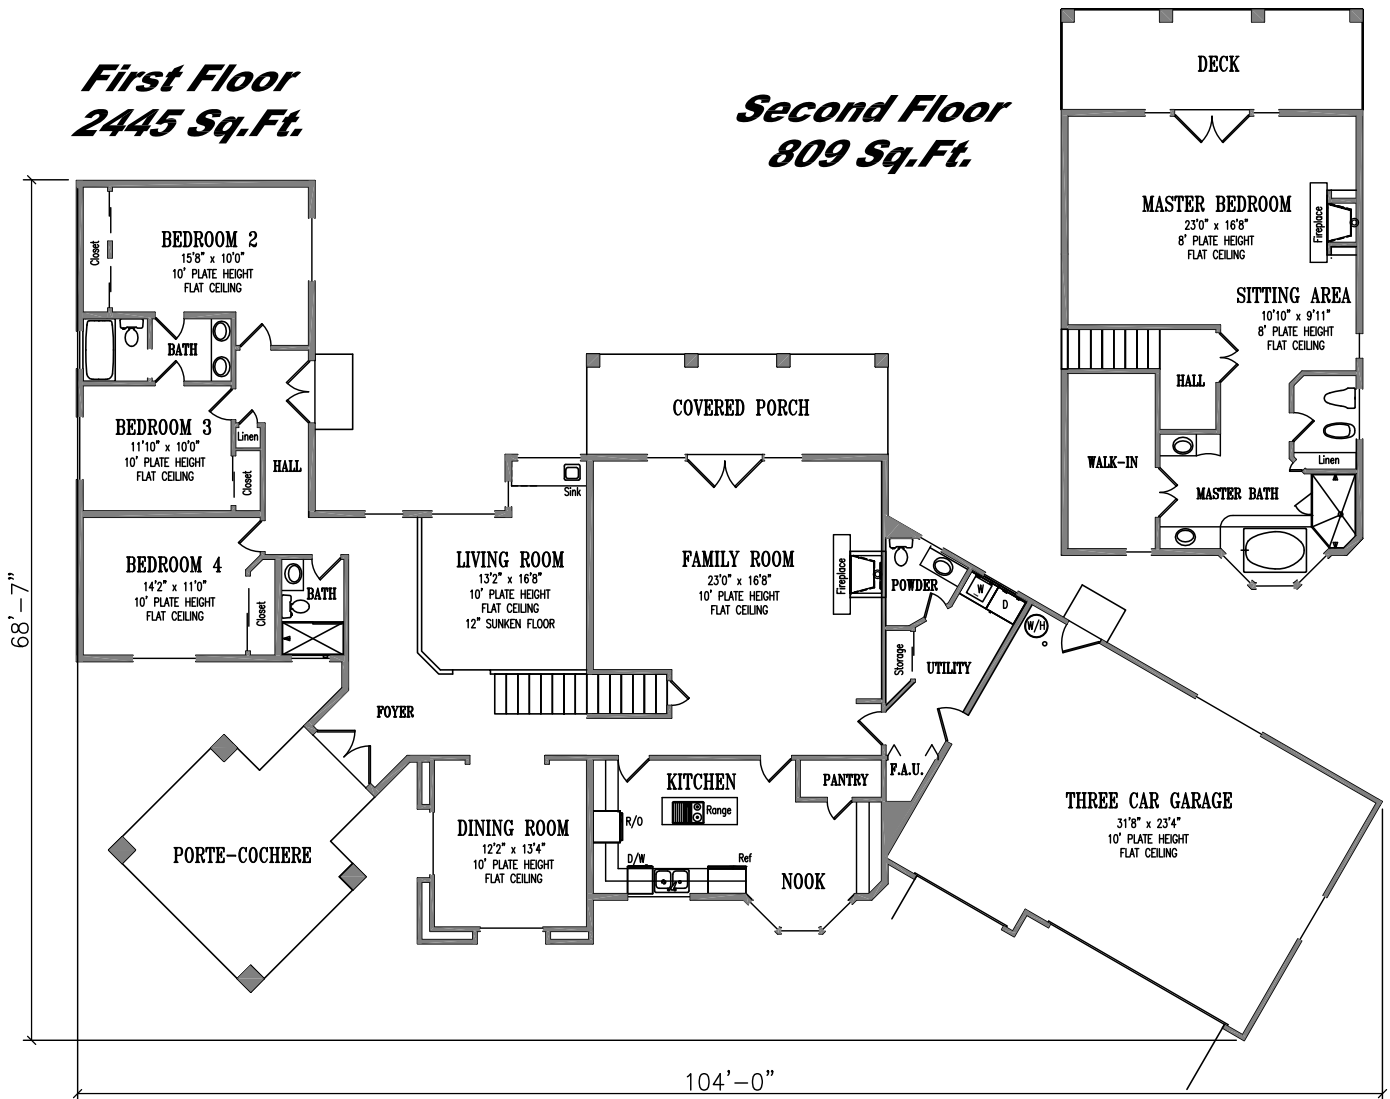 First Floor
2445 Sq.Ft.
Second Floor
809 Sq.Ft.
DECK
MASTER BEDROOM
23'0" x 16'8"
8' PLATE HEIGHT
FLAT CEILING
Fireplace
SITTING AREA
10'10" x 9'11"
8' PLATE HEIGHT
FLAT CEILING
HALL
WALK-IN
Linen
MASTER BATH
BEDROOM 2
15'8" x 10'0"
10' PLATE HEIGHT
FLAT CEILING
Closet
BATH
BEDROOM 3
11'10" x 10'0"
10' PLATE HEIGHT
FLAT CEILING
Linen
Closet
HALL
BEDROOM 4
14'2" x 11'0"
10' PLATE HEIGHT
FLAT CEILING
Closet
BATH
COVERED PORCH
Sink
LIVING ROOM
13'2" x 16'8"
10' PLATE HEIGHT
FLAT CEILING
12" SUNKEN FLOOR
FAMILY ROOM
23'0" x 16'8"
10' PLATE HEIGHT
FLAT CEILING
Fireplace
POWDER
W
D
W/H
Storage
UTILITY
F.A.U.
FOYER
PORTE-COCHERE
DINING ROOM
12'2" x 13'4"
10' PLATE HEIGHT
FLAT CEILING
KITCHEN
Range
R/O
D/W
Ref
PANTRY
NOOK
THREE CAR GARAGE
31'8" x 23'4"
10' PLATE HEIGHT
FLAT CEILING
68'-7"
104'-0"